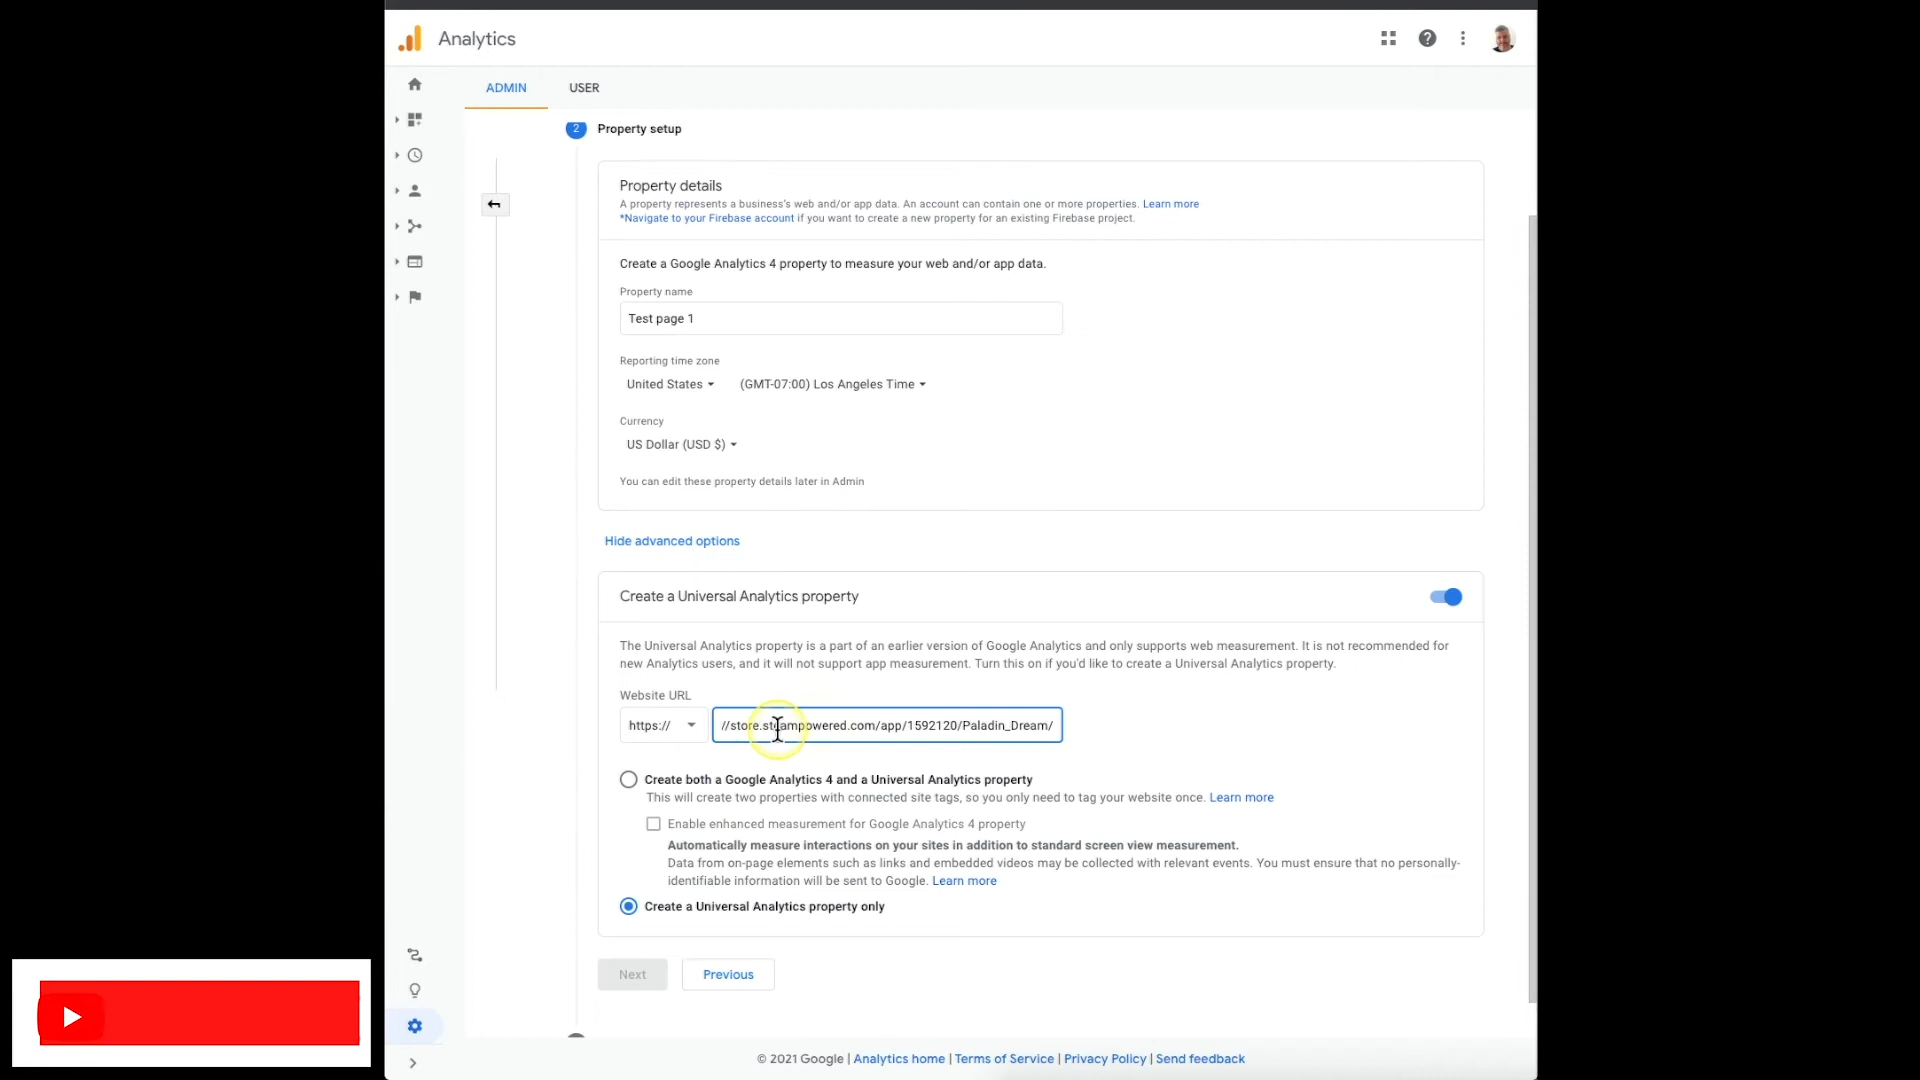 Analytics
ADMIN
USER
2
Property setup
Property details
A property represents a business's web and/or app data. An account can contain one or more properties. Learn more
*Navigate to your Firebase account if you want to create a new property for an existing Firebase project.
Create a Google Analytics 4 property to measure your web and/or app data.
Property name
Test page 1
Reporting time zone
United States
(GMT-07:00) Los Angeles Time
Currency
US Dollar (USD $)
You can edit these property details later in Admin
Hide advanced options
Create a Universal Analytics property
The Universal Analytics property is a part of an earlier version of Google Analytics and only supports web measurement. It is not recommended for
new Analytics users, and it will not support app measurement. Turn this on if you'd like to create a Universal Analytics property.
Website URL
https://
//store.steampowered.com/app/1592120/Paladin_Dream/
Create both a Google Analytics 4 and a Universal Analytics property
This will create two properties with connected site tags, so you only need to tag your website once. Learn more
Enable enhanced measurement for Google Analytics 4 property
Automatically measure interactions on your sites in addition to standard screen view measurement.
Data from on-page elements such as links and embedded videos may be collected with relevant events. You must ensure that no personally-
identifiable information will be sent to Google. Learn more
Create a Universal Analytics property only
Next
Previous
© 2021 Google | Analytics home | Terms of Service | Privacy Policy | Send feedback